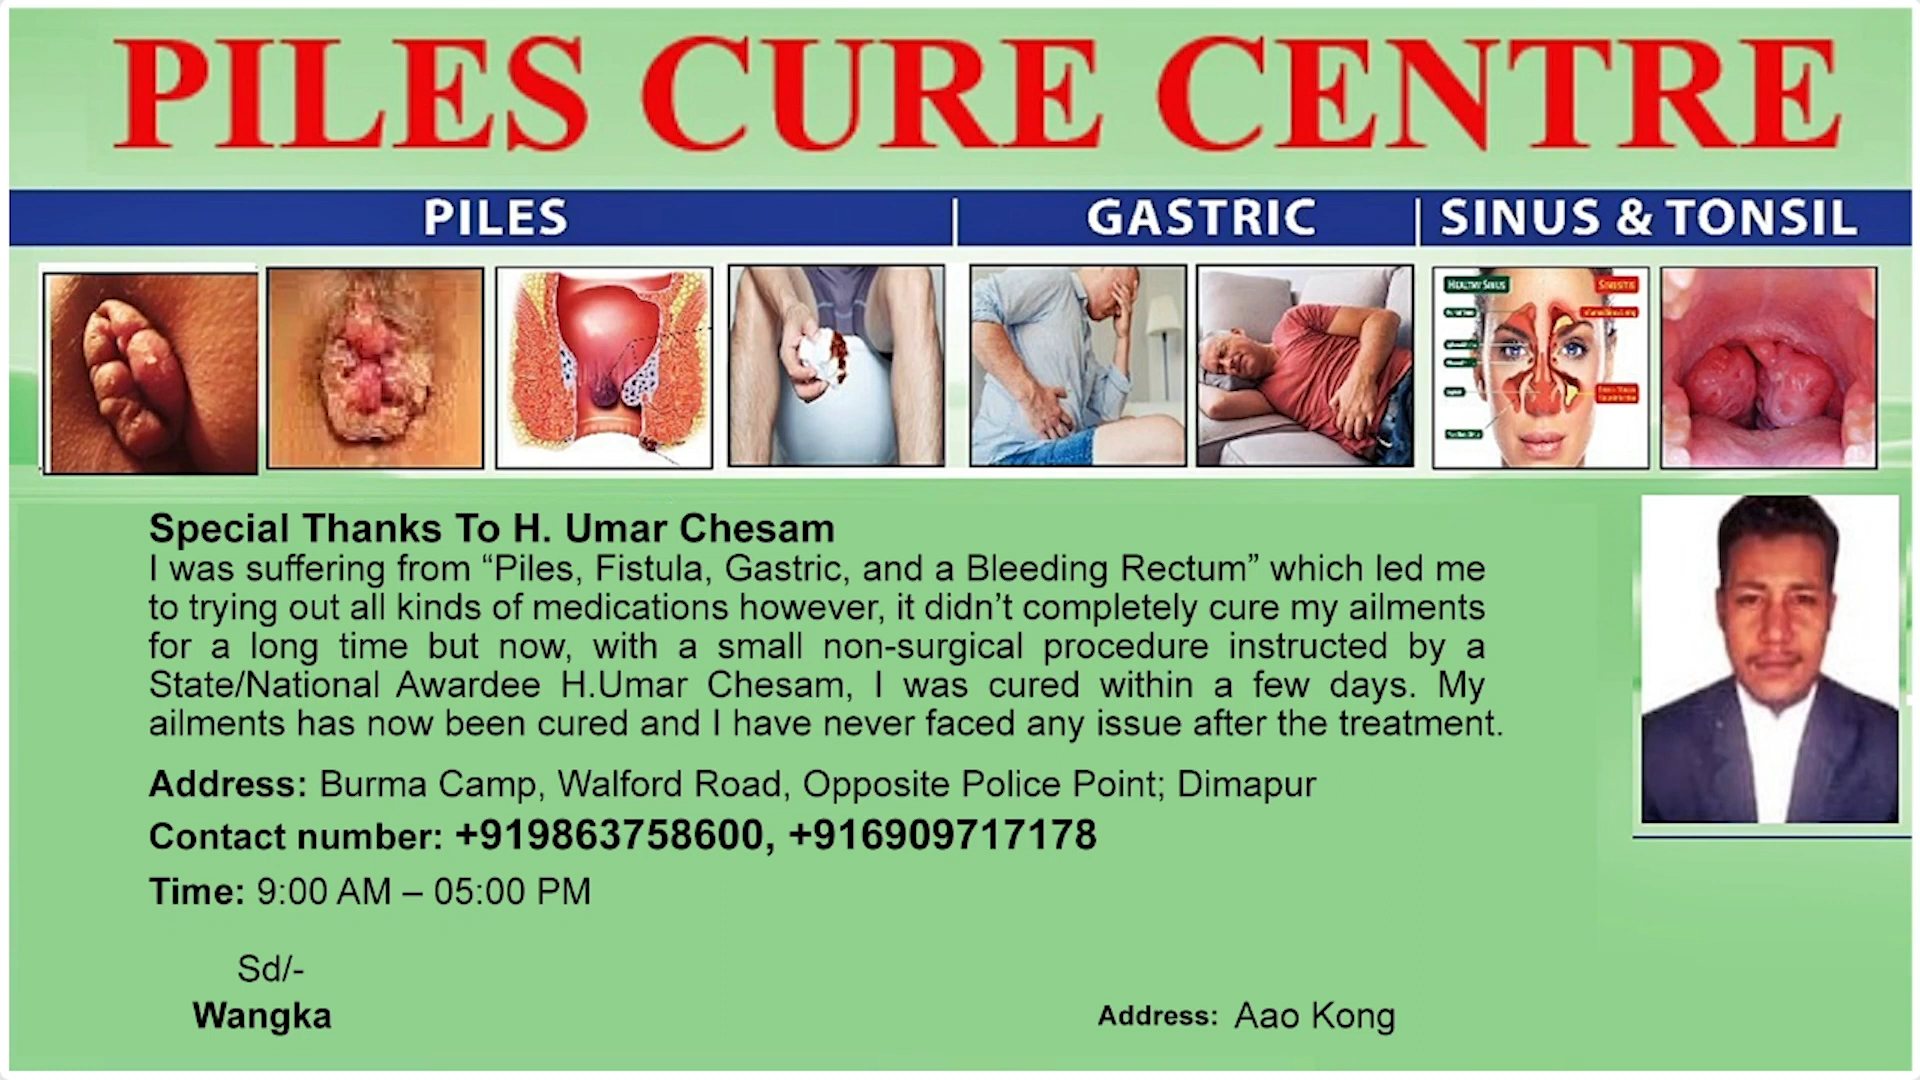 PILES CURE CENTRE
PILES | GASTRIC | SINUS & TONSIL
HEALTHY SINUS SINUSITIS
Special Thanks To H. Umar Chesam
I was suffering from “Piles, Fistula, Gastric, and a Bleeding Rectum” which led me
to trying out all kinds of medications however, it didn’t completely cure my ailments
for a long time but now, with a small non-surgical procedure instructed by a
State/National Awardee H.Umar Chesam, I was cured within a few days. My
ailments has now been cured and I have never faced any issue after the treatment.
Address: Burma Camp, Walford Road, Opposite Police Point; Dimapur
Contact number: +919863758600, +916909717178
Time: 9:00 AM – 05:00 PM
Sd/-
Wangka
Address: Aao Kong